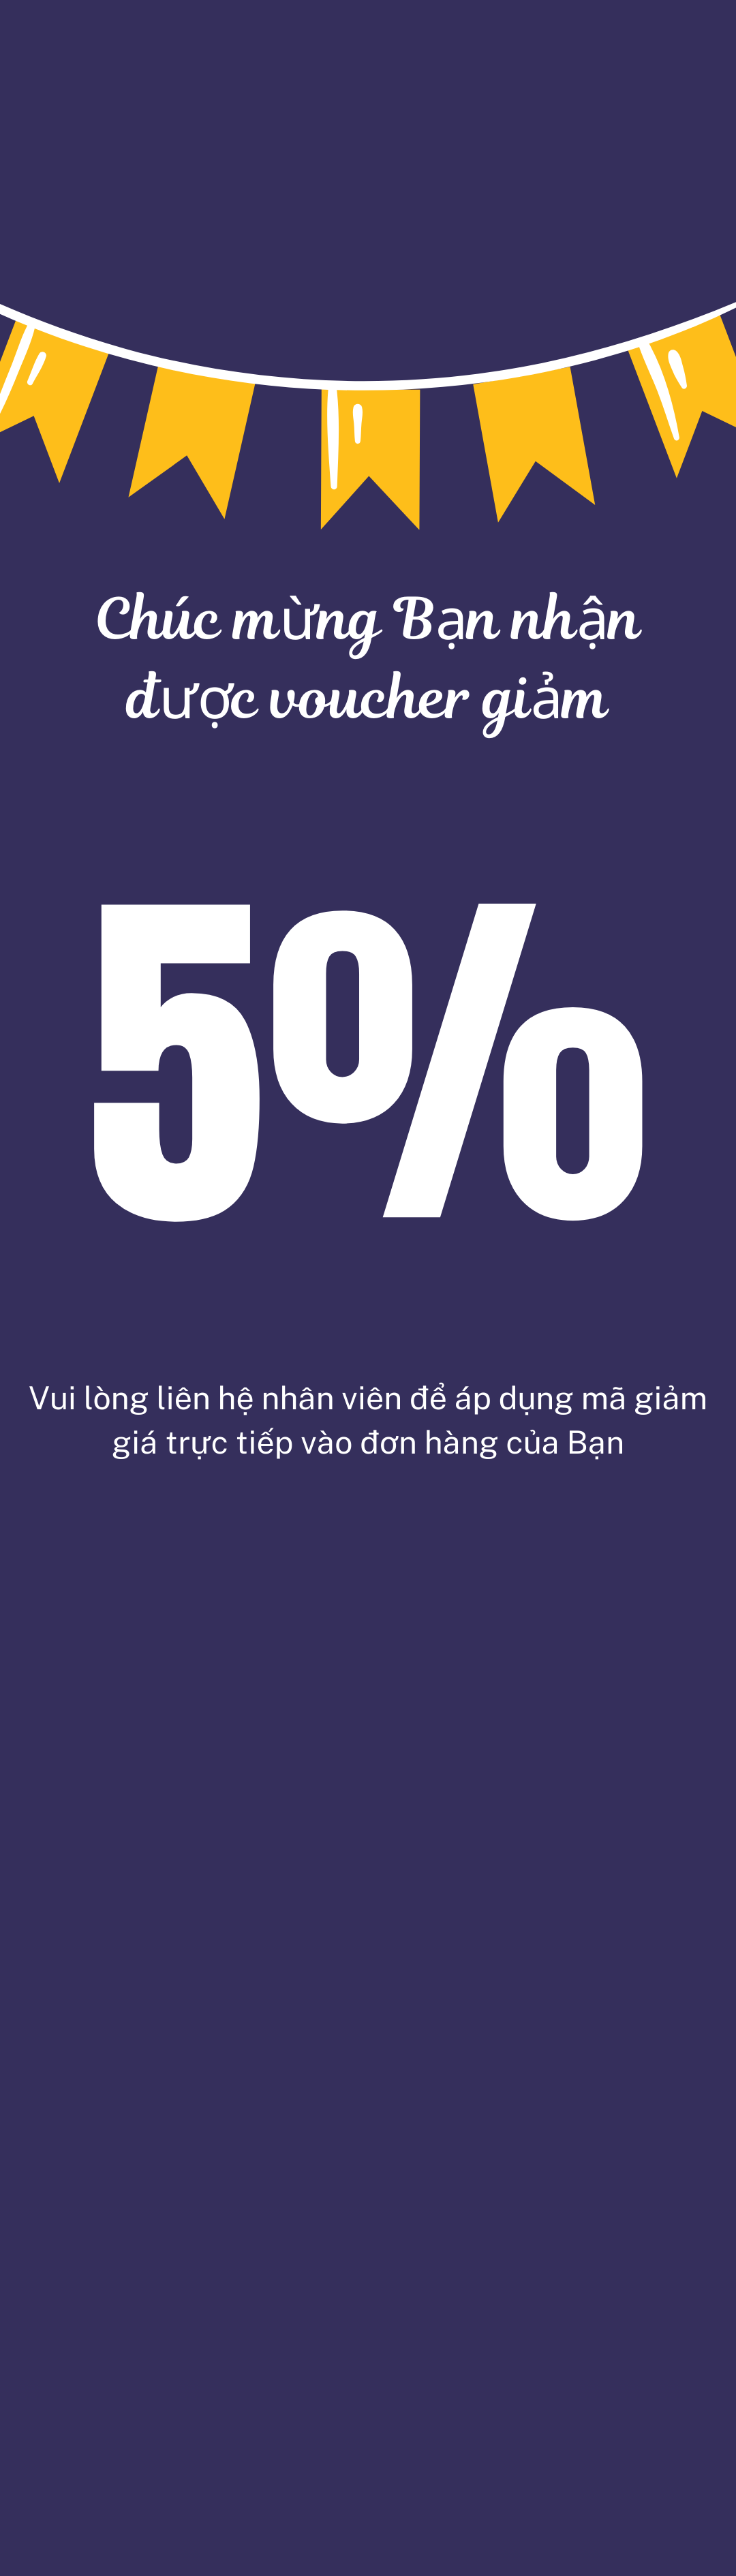 Chúc mừng Bạn nhận
được voucher giảm
5%
Vui lòng liên hệ nhân viên để áp dụng mã giảm
giá trực tiếp vào đơn hàng của Bạn